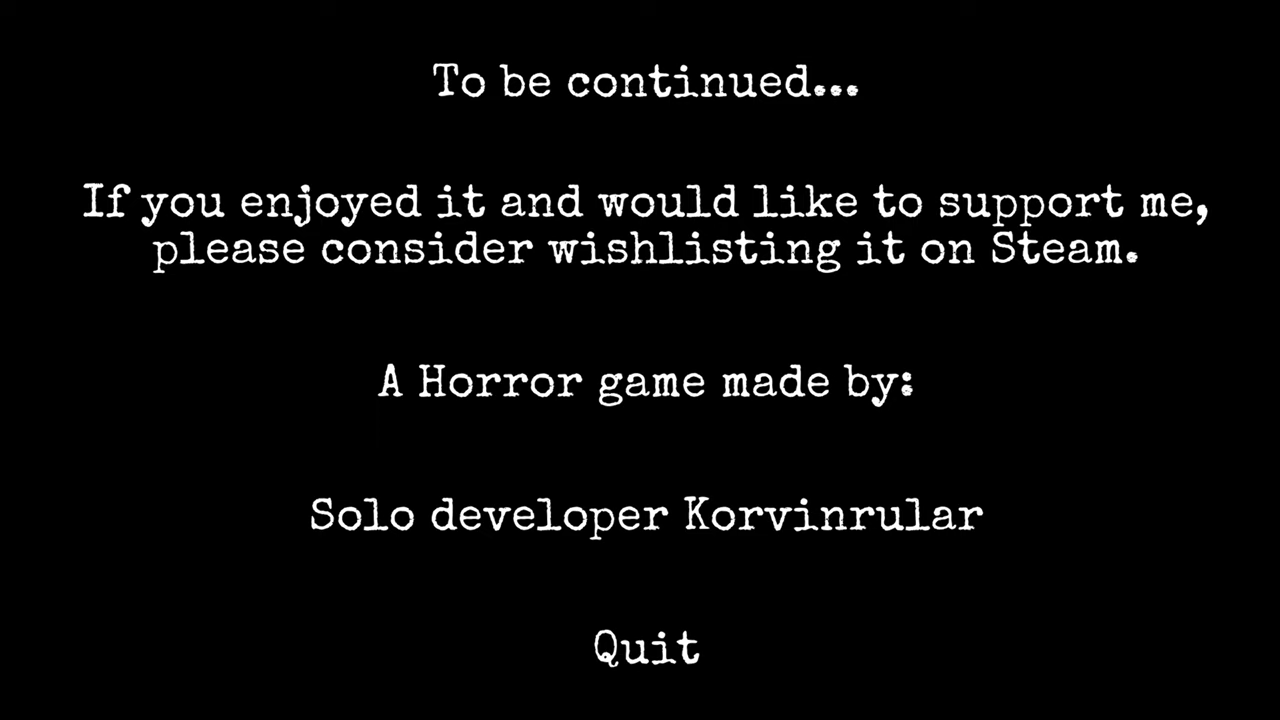 To be continued...
If you enjoyed it and would like to support me,
please consider wishlisting it on Steam.
A Horror game made by:
Solo developer Korvinrular
Quit